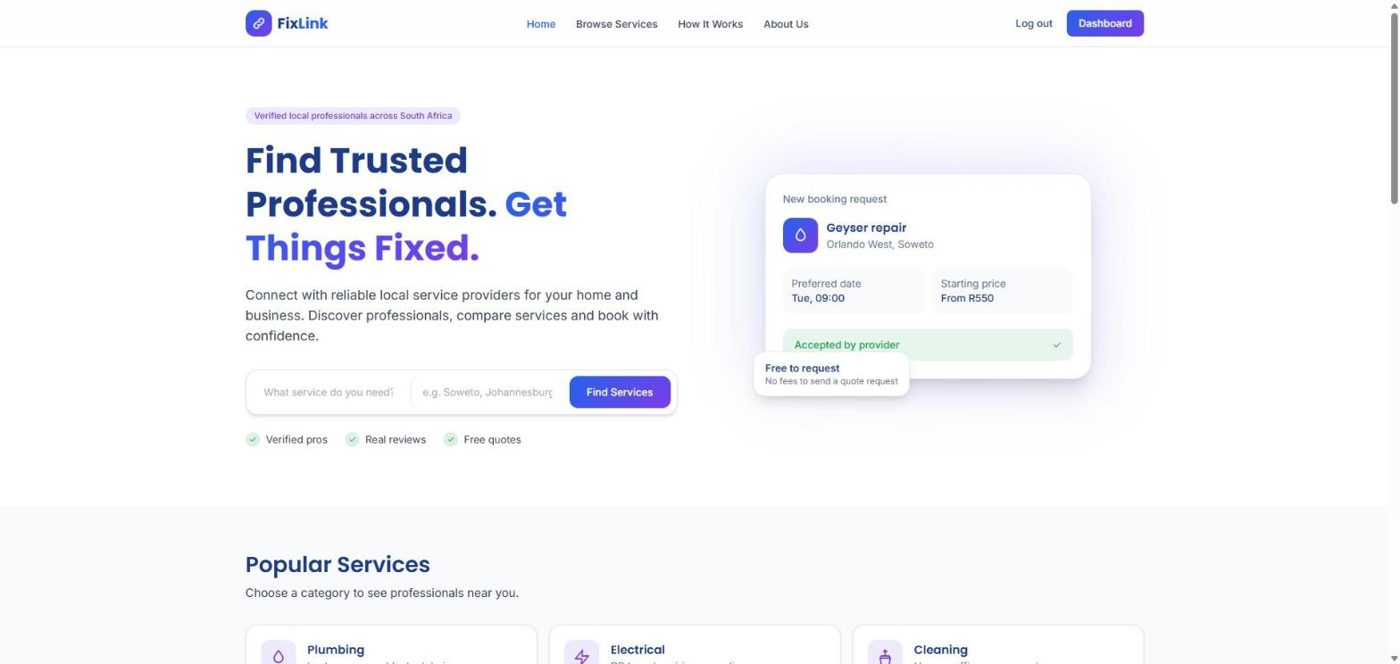 FixLink
Home
Browse Services
How It Works
About Us
Log out
Dashboard
Verified local professionals across South Africa
Find Trusted
Professionals. Get
Things Fixed.
Connect with reliable local service providers for your home and
business. Discover professionals, compare services and book with
confidence.
What service do you need?
e.g. Soweto, Johannesburg
Find Services
Verified pros
Real reviews
Free quotes
New booking request
Geyser repair
Orlando West, Soweto
Preferred date
Tue, 09:00
Starting price
From R550
Accepted by provider
Free to request
No fees to send a quote request
Popular Services
Choose a category to see professionals near you.
Plumbing
Electrical
Cleaning